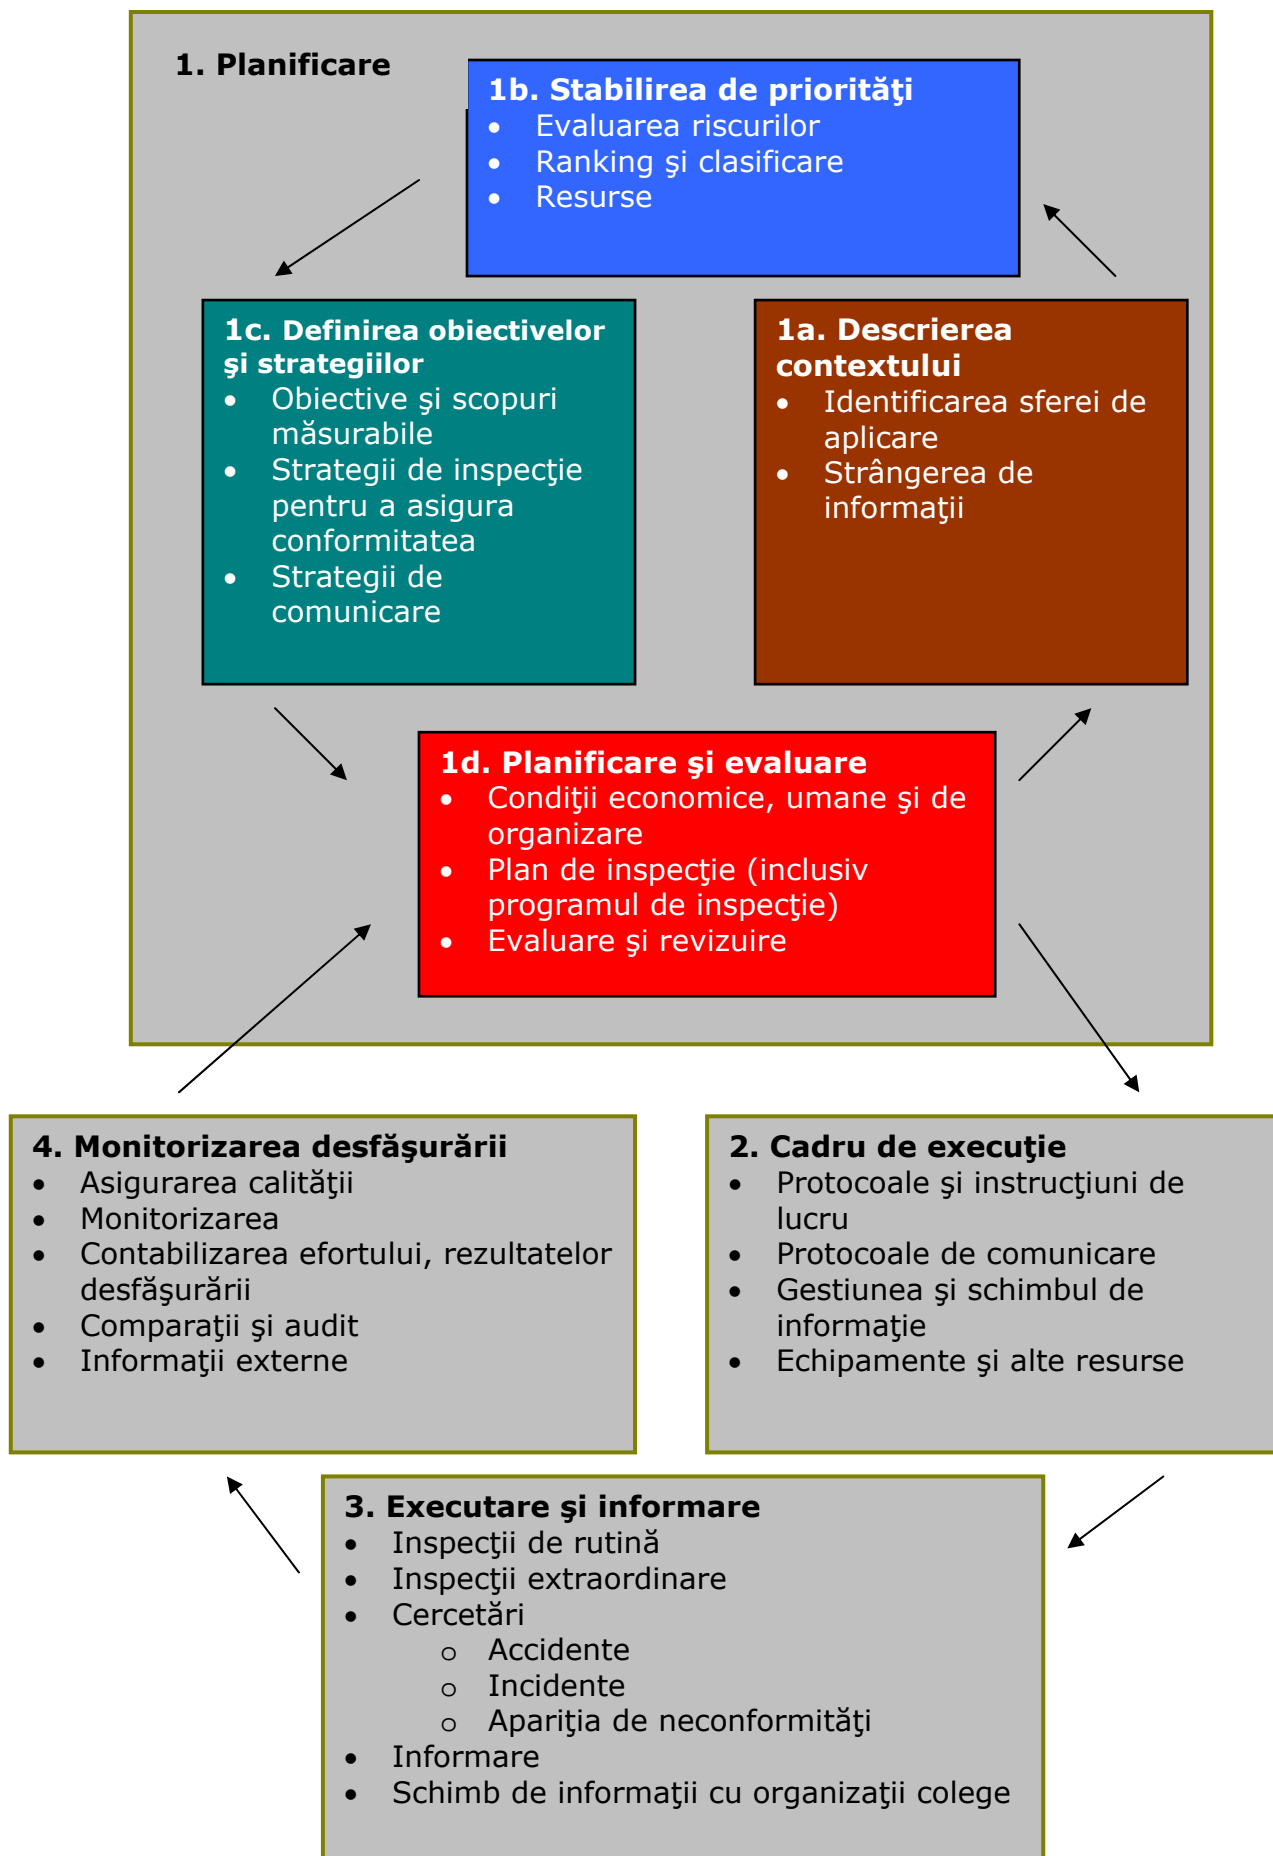 1. Planificare
1b. Stabilirea de priorităţi
• Evaluarea riscurilor
• Ranking şi clasificare
• Resurse
1c. Definirea obiectivelor
şi strategiilor
• Obiective şi scopuri
măsurabile
• Strategii de inspecţie
pentru a asigura
conformitatea
• Strategii de
comunicare
1a. Descrierea
contextului
• Identificarea sferei de
aplicare
• Strângerea de
informaţii
1d. Planificare şi evaluare
• Condiţii economice, umane şi de
organizare
• Plan de inspecţie (inclusiv
programul de inspecţie)
• Evaluare şi revizuire
4. Monitorizarea desfăşurării
• Asigurarea calităţii
• Monitorizarea
• Contabilizarea efortului, rezultatelor
desfăşurării
• Comparaţii şi audit
• Informaţii externe
2. Cadru de execuţie
• Protocoale şi instrucţiuni de
lucru
• Protocoale de comunicare
• Gestiunea şi schimbul de
informaţie
• Echipamente şi alte resurse
3. Executare şi informare
• Inspecţii de rutină
• Inspecţii extraordinare
• Cercetări
o Accidente
o Incidente
o Apariţia de neconformităţi
• Informare
• Schimb de informaţii cu organizaţii colege